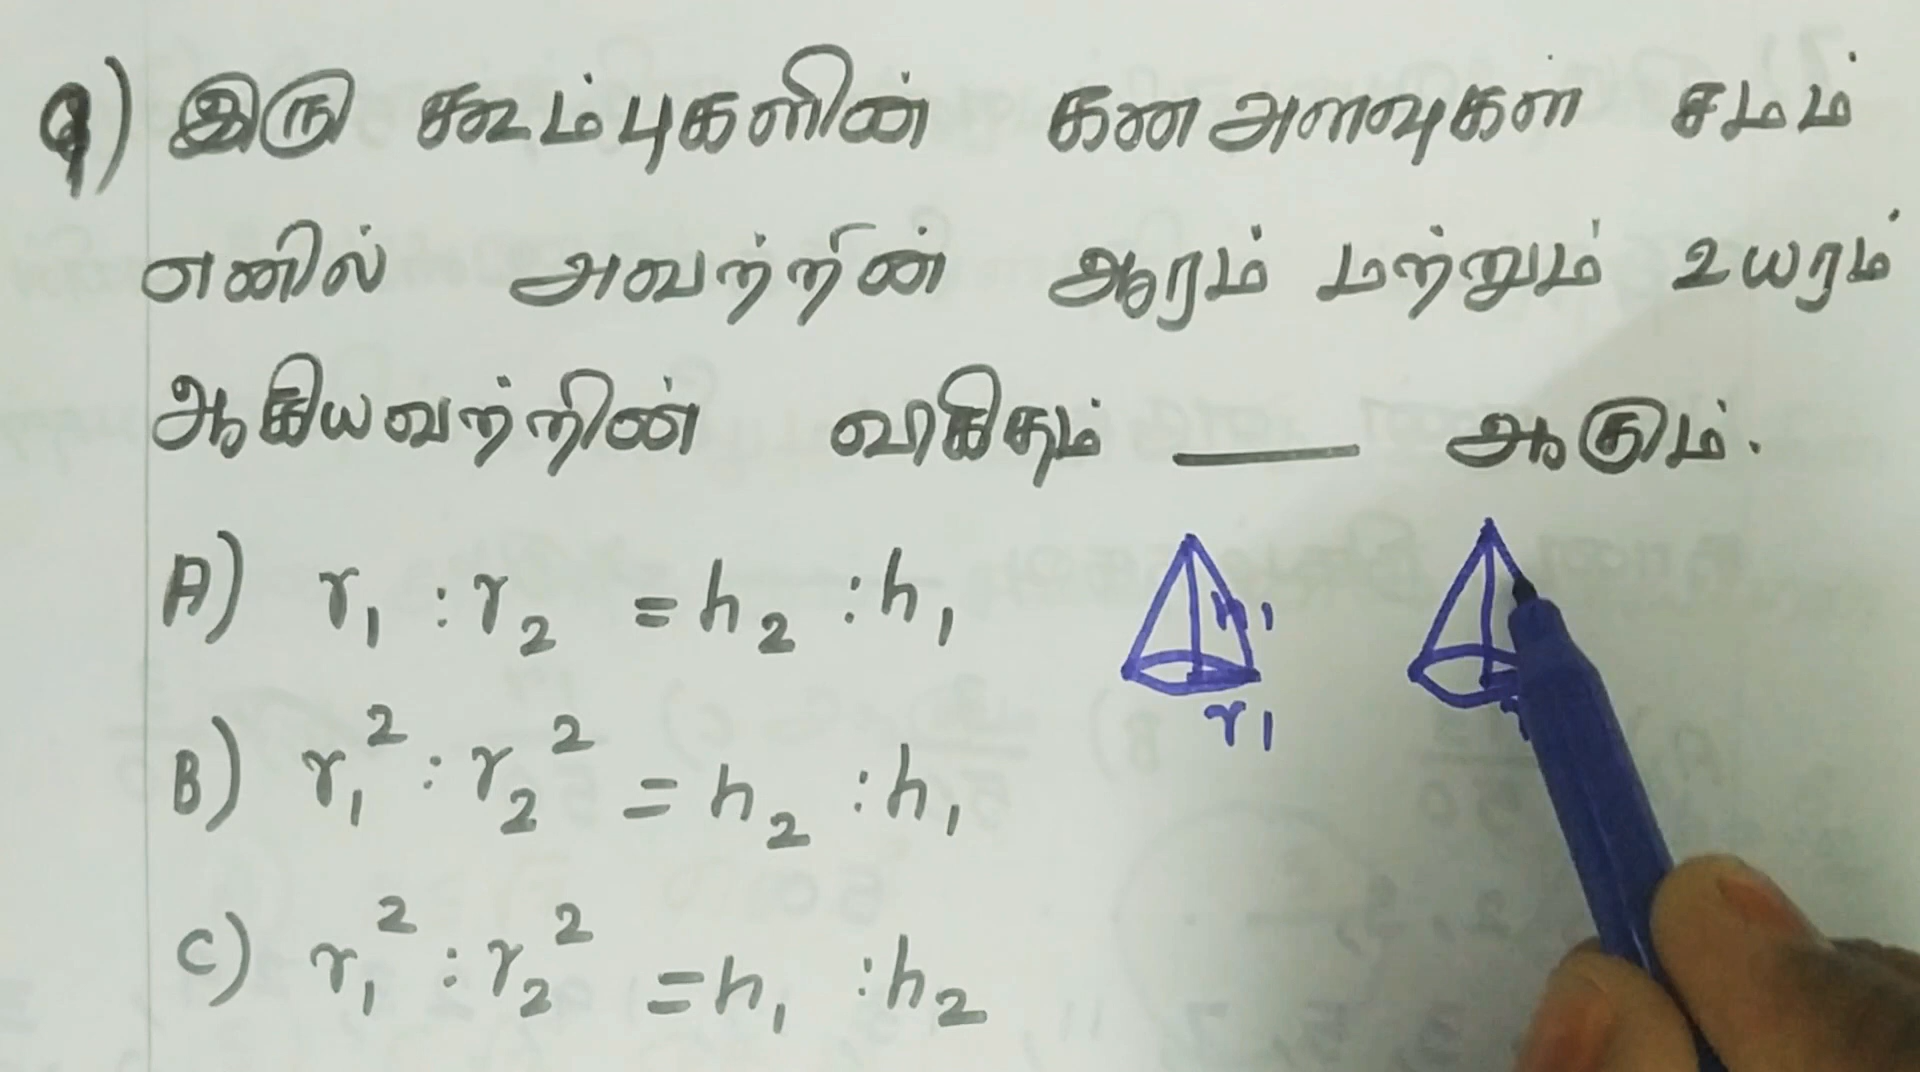 9) இரு கூம்புகளின் கனஅளவுகள் சமம்
எனில் அவற்றின் ஆரம் மற்றும் உயரம்
ஆகியவற்றின் விகிதம் ____ ஆகும்.
A) r₁ : r₂ = h₂ : h₁
h₁
r₁
B) r₁² : r₂² = h₂ : h₁
C) r₁² : r₂² = h₁ : h₂